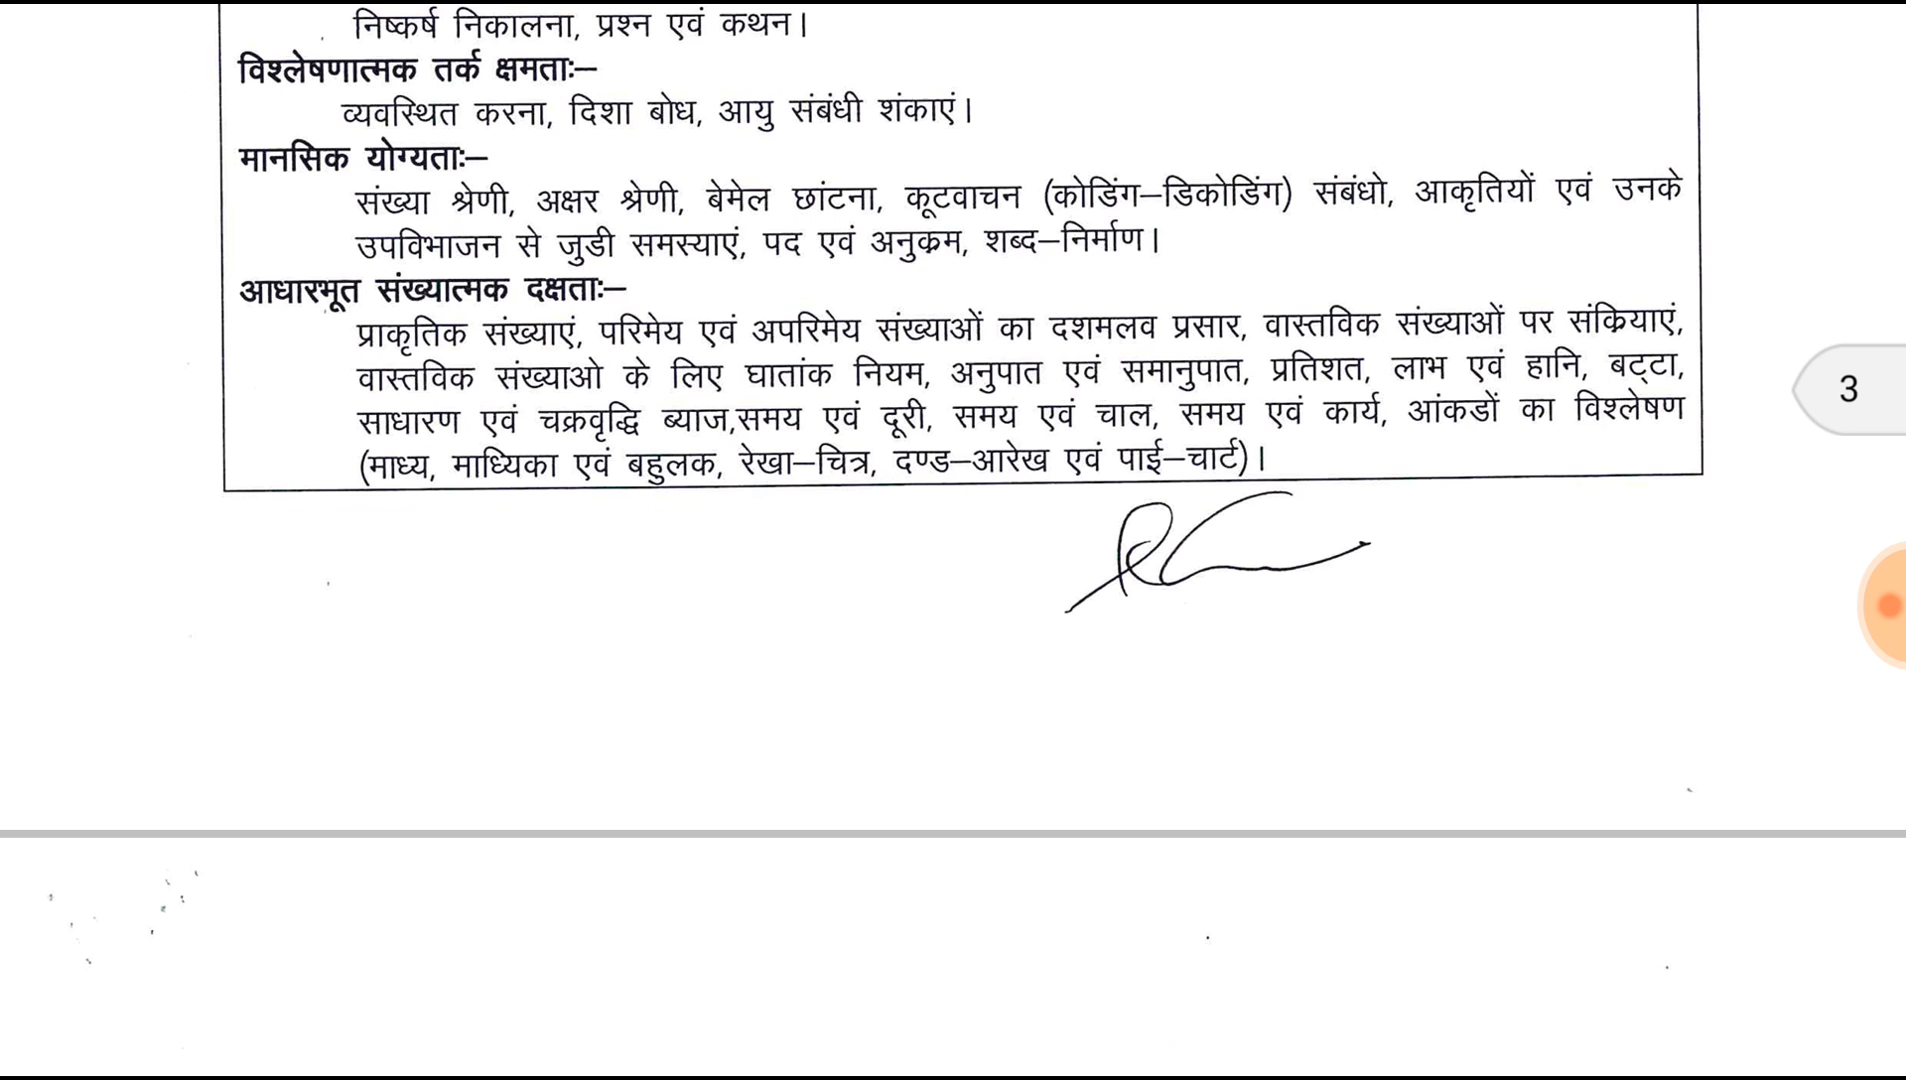 निष्कर्ष निकालना, प्रश्न एवं कथन।
विश्लेषणात्मक तर्क क्षमताः–
व्यवस्थित करना, दिशा बोध, आयु संबंधी शंकाएं।
मानसिक योग्यताः–
संख्या श्रेणी, अक्षर श्रेणी, बेमेल छांटना, कूटवाचन (कोडिंग–डिकोडिंग) संबंधो, आकृतियों एवं उनके
उपविभाजन से जुडी समस्याएं, पद एवं अनुक्रम, शब्द–निर्माण।
आधारभूत संख्यात्मक दक्षताः–
प्राकृतिक संख्याएं, परिमेय एवं अपरिमेय संख्याओं का दशमलव प्रसार, वास्तविक संख्याओं पर संक्रियाएं,
वास्तविक संख्याओ के लिए घातांक नियम, अनुपात एवं समानुपात, प्रतिशत, लाभ एवं हानि, बट्टा,
साधारण एवं चक्रवृद्धि ब्याज,समय एवं दूरी, समय एवं चाल, समय एवं कार्य, आंकडों का विश्लेषण
(माध्य, माध्यिका एवं बहुलक, रेखा–चित्र, दण्ड–आरेख एवं पाई–चार्ट)।
3